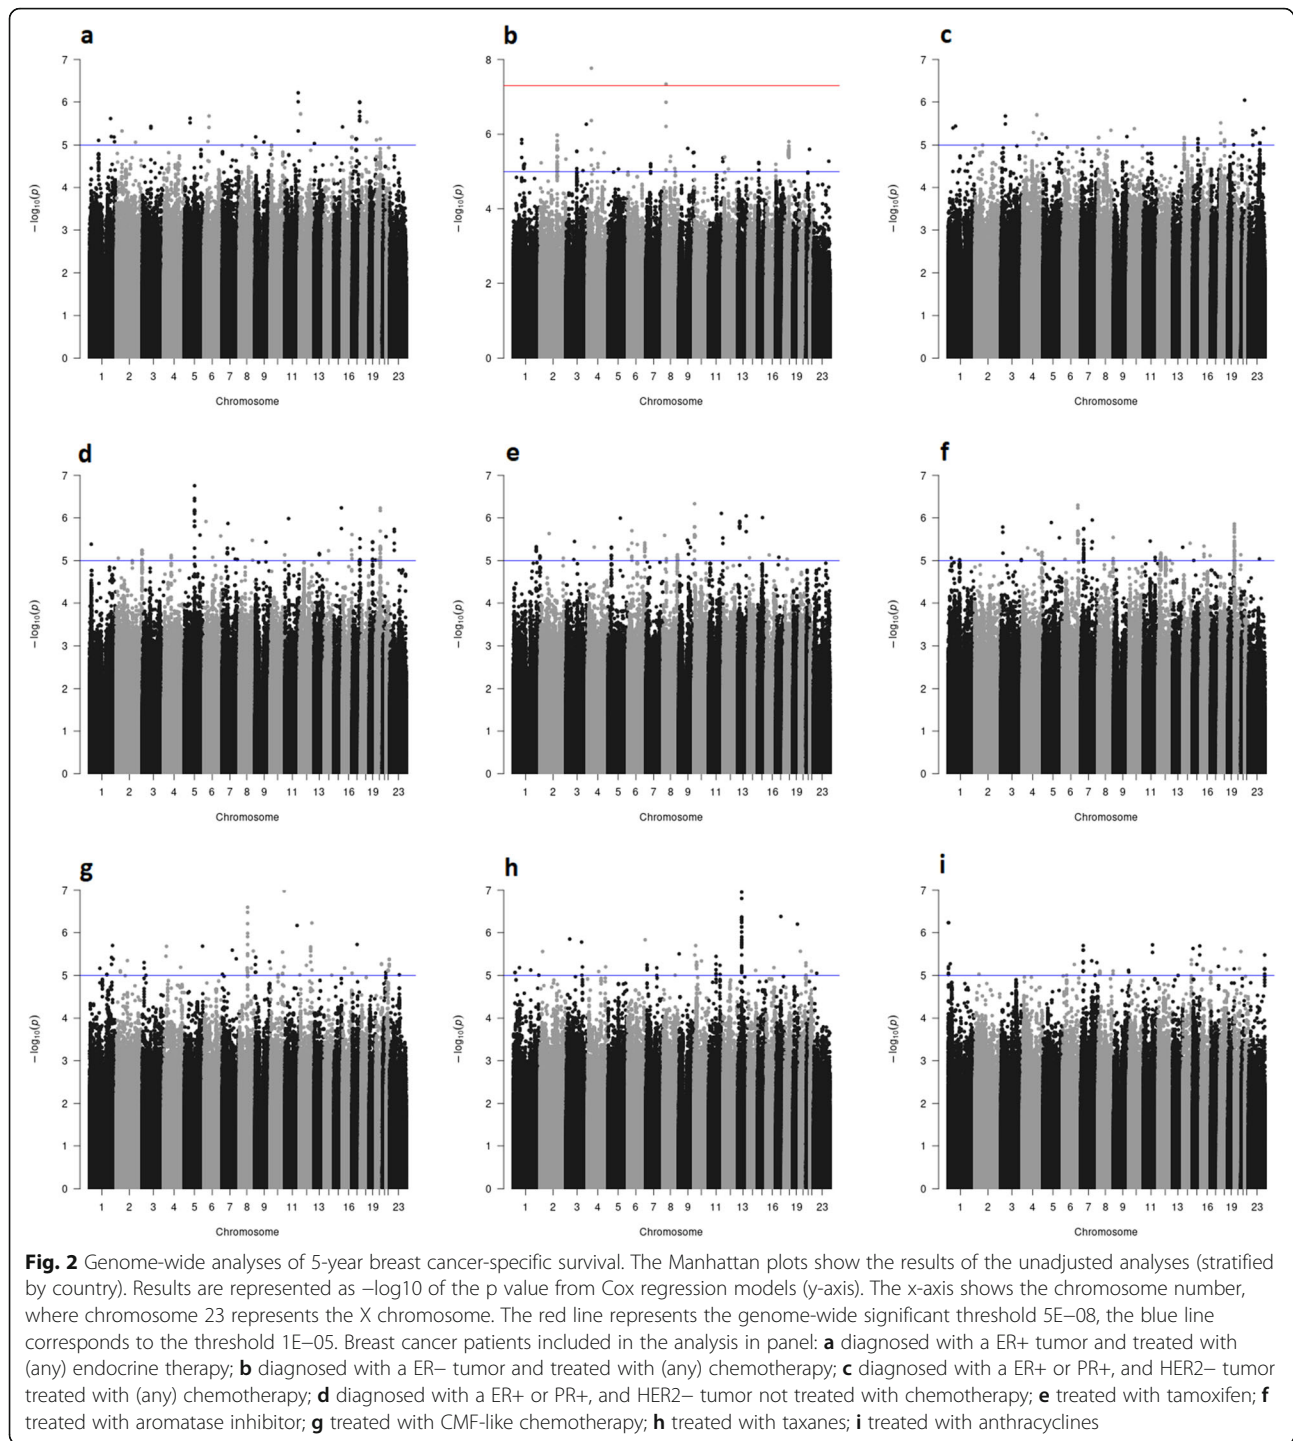 a
b
c
7
6
5
4
3
2
1
0
−log10(p)
1 2 3 4 5 6 7 8 9 11 13 16 19 23
Chromosome
8
6
4
2
0
−log10(p)
1 2 3 4 5 6 7 8 9 11 13 16 19 23
Chromosome
7
6
5
4
3
2
1
0
−log10(p)
1 2 3 4 5 6 7 8 9 11 13 16 19 23
Chromosome
d
e
f
7
6
5
4
3
2
1
0
−log10(p)
1 2 3 4 5 6 7 8 9 11 13 16 19 23
Chromosome
7
6
5
4
3
2
1
0
−log10(p)
1 2 3 4 5 6 7 8 9 11 13 16 19 23
Chromosome
7
6
5
4
3
2
1
0
−log10(p)
1 2 3 4 5 6 7 8 9 11 13 16 19 23
Chromosome
g
h
i
7
6
5
4
3
2
1
0
−log10(p)
1 2 3 4 5 6 7 8 9 11 13 16 19 23
Chromosome
7
6
5
4
3
2
1
0
−log10(p)
1 2 3 4 5 6 7 8 9 11 13 16 19 23
Chromosome
7
6
5
4
3
2
1
0
−log10(p)
1 2 3 4 5 6 7 8 9 11 13 16 19 23
Chromosome
Fig. 2 Genome-wide analyses of 5-year breast cancer-specific survival. The Manhattan plots show the results of the unadjusted analyses (stratified
by country). Results are represented as −log10 of the p value from Cox regression models (y-axis). The x-axis shows the chromosome number,
where chromosome 23 represents the X chromosome. The red line represents the genome-wide significant threshold 5E−08, the blue line
corresponds to the threshold 1E−05. Breast cancer patients included in the analysis in panel: a diagnosed with a ER+ tumor and treated with
(any) endocrine therapy; b diagnosed with a ER− tumor and treated with (any) chemotherapy; c diagnosed with a ER+ or PR+, and HER2− tumor
treated with (any) chemotherapy; d diagnosed with a ER+ or PR+, and HER2− tumor not treated with chemotherapy; e treated with tamoxifen; f
treated with aromatase inhibitor; g treated with CMF-like chemotherapy; h treated with taxanes; i treated with anthracyclines